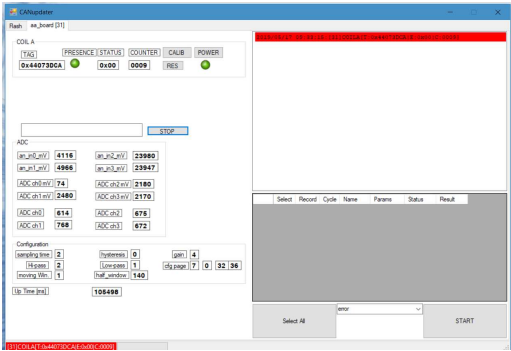 CANupdater
Flash aa_board [31]
COIL A
TAG PRESENCE STATUS COUNTER CALIB POWER
0x44073DCA 0x00 0009 RES
STOP
ADC
an_in0_mV 4116 an_in2_mV 23980
an_in1_mV 4966 an_in3_mV 23947
ADC ch0 mV 74 ADC ch2 mV 2180
ADC ch1 mV 2460 ADC ch3 mV 2170
ADC ch0 614 ADC ch2 675
ADC ch1 768 ADC ch3 672
Configuration
sampling time 2 hysteresis 0 gain 4
Hi-pass 2 Low-pass 1 cfg page 7 0 32 36
moving Win. 1 half_window 140
Up Time [ms] 105498
Select Record Cycle Name Params Status Result
error
Select All START
[31]COILA[T:0x44073DCA(E:0x00(C:0009]